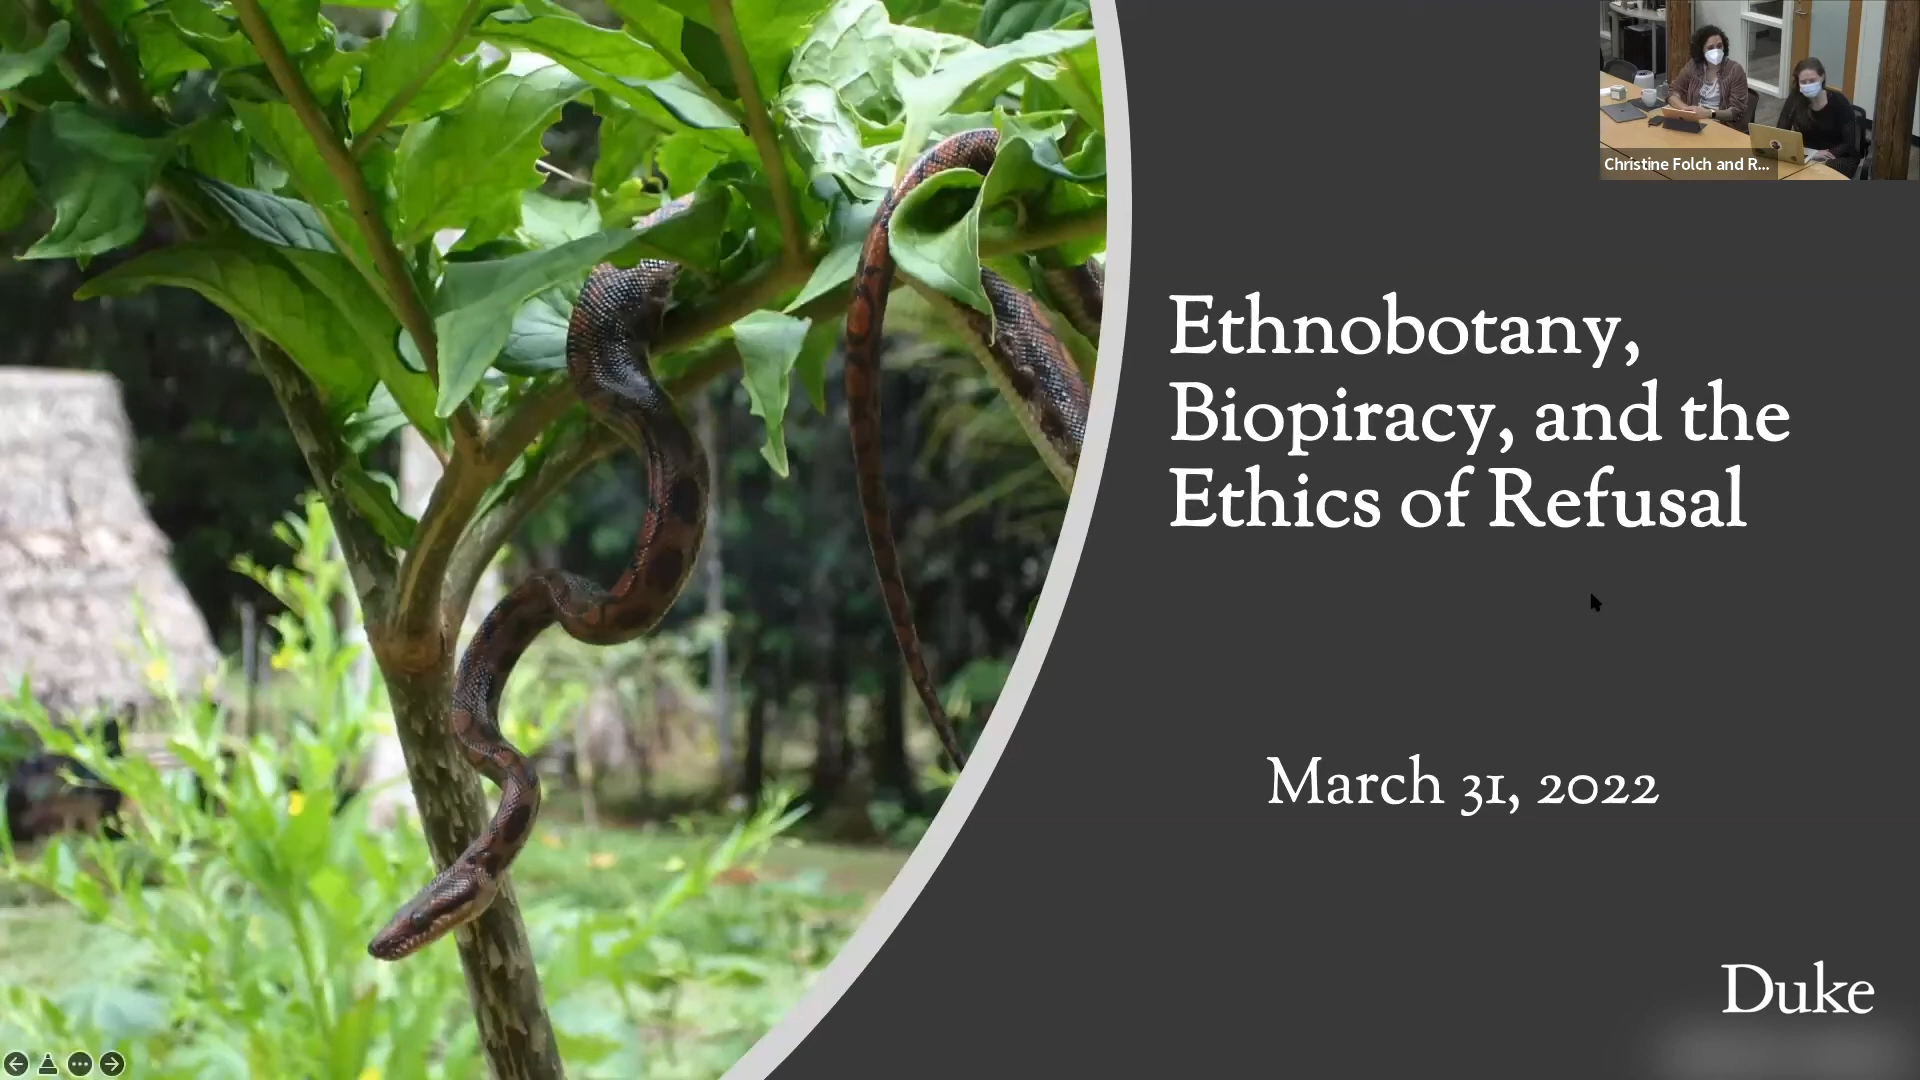 Christine Folch and R...
Ethnobotany,
Biopiracy, and the
Ethics of Refusal
March 31, 2022
Duke